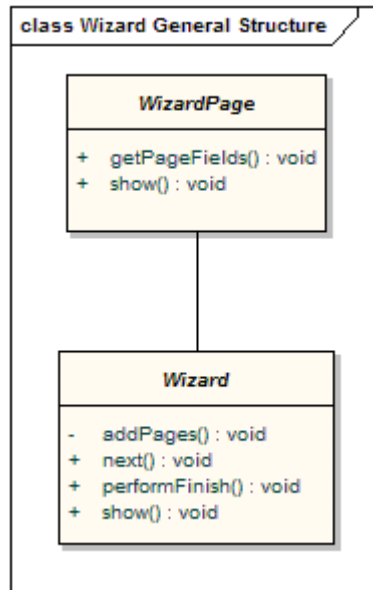 class Wizard General Structure
WizardPage
+ getPageFields() : void
+ show() : void
Wizard
- addPages() : void
+ next() : void
+ performFinish() : void
+ show() : void